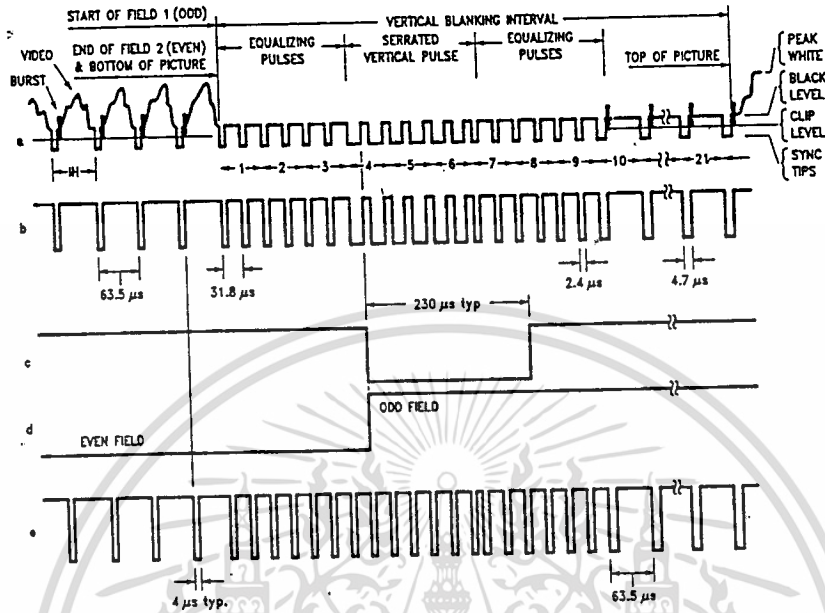 START OF FIELD 1 (ODD)
VERTICAL BLANKING INTERVAL
END OF FIELD 2 (EVEN)
& BOTTOM OF PICTURE
EQUALIZING
PULSES
SERRATED
VERTICAL PULSE
EQUALIZING
PULSES
TOP OF PICTURE
VIDEO
BURST
PEAK
WHITE
BLACK
LEVEL
CLIP
LEVEL
SYNC
TIPS
a
1H
1 2 3 4 5 6 7 8 9 10 21
b
63.5 µs
31.8 µs
2.4 µs
4.7 µs
230 µs typ
c
d
ODD FIELD
EVEN FIELD
e
4 µs typ.
63.5 µs